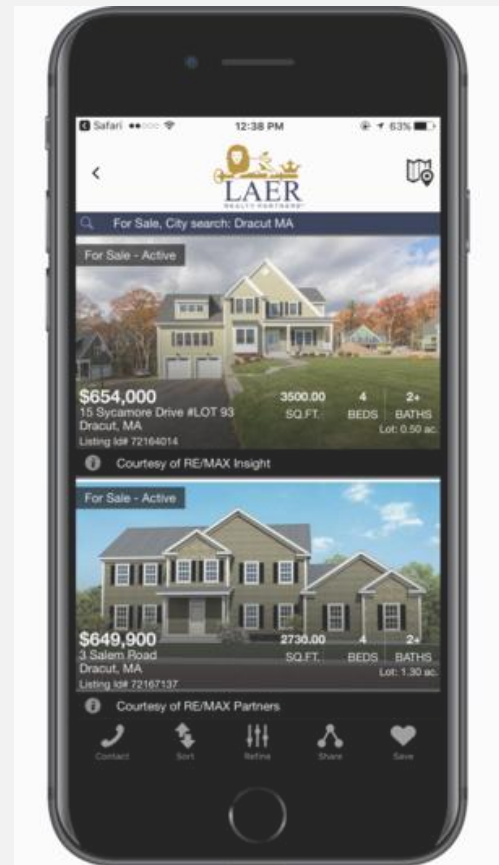 Safari
12:38 PM
63%
LAER
REALTY PARTNERS
For Sale, City search: Dracut MA
For Sale - Active
$654,000
3500.00 4 2+
15 Sycamore Drive #LOT 93
SQ.FT. BEDS BATHS
Dracut, MA
Lot: 0.50 ac.
Listing Id# 72164014
Courtesy of RE/MAX Insight
For Sale - Active
$649,900
2730.00 4 2+
3 Salem Road
SQ.FT. BEDS BATHS
Dracut, MA
Lot: 1.30 ac.
Listing Id# 72167137
Courtesy of RE/MAX Partners
Contact Sort Refine Share Save